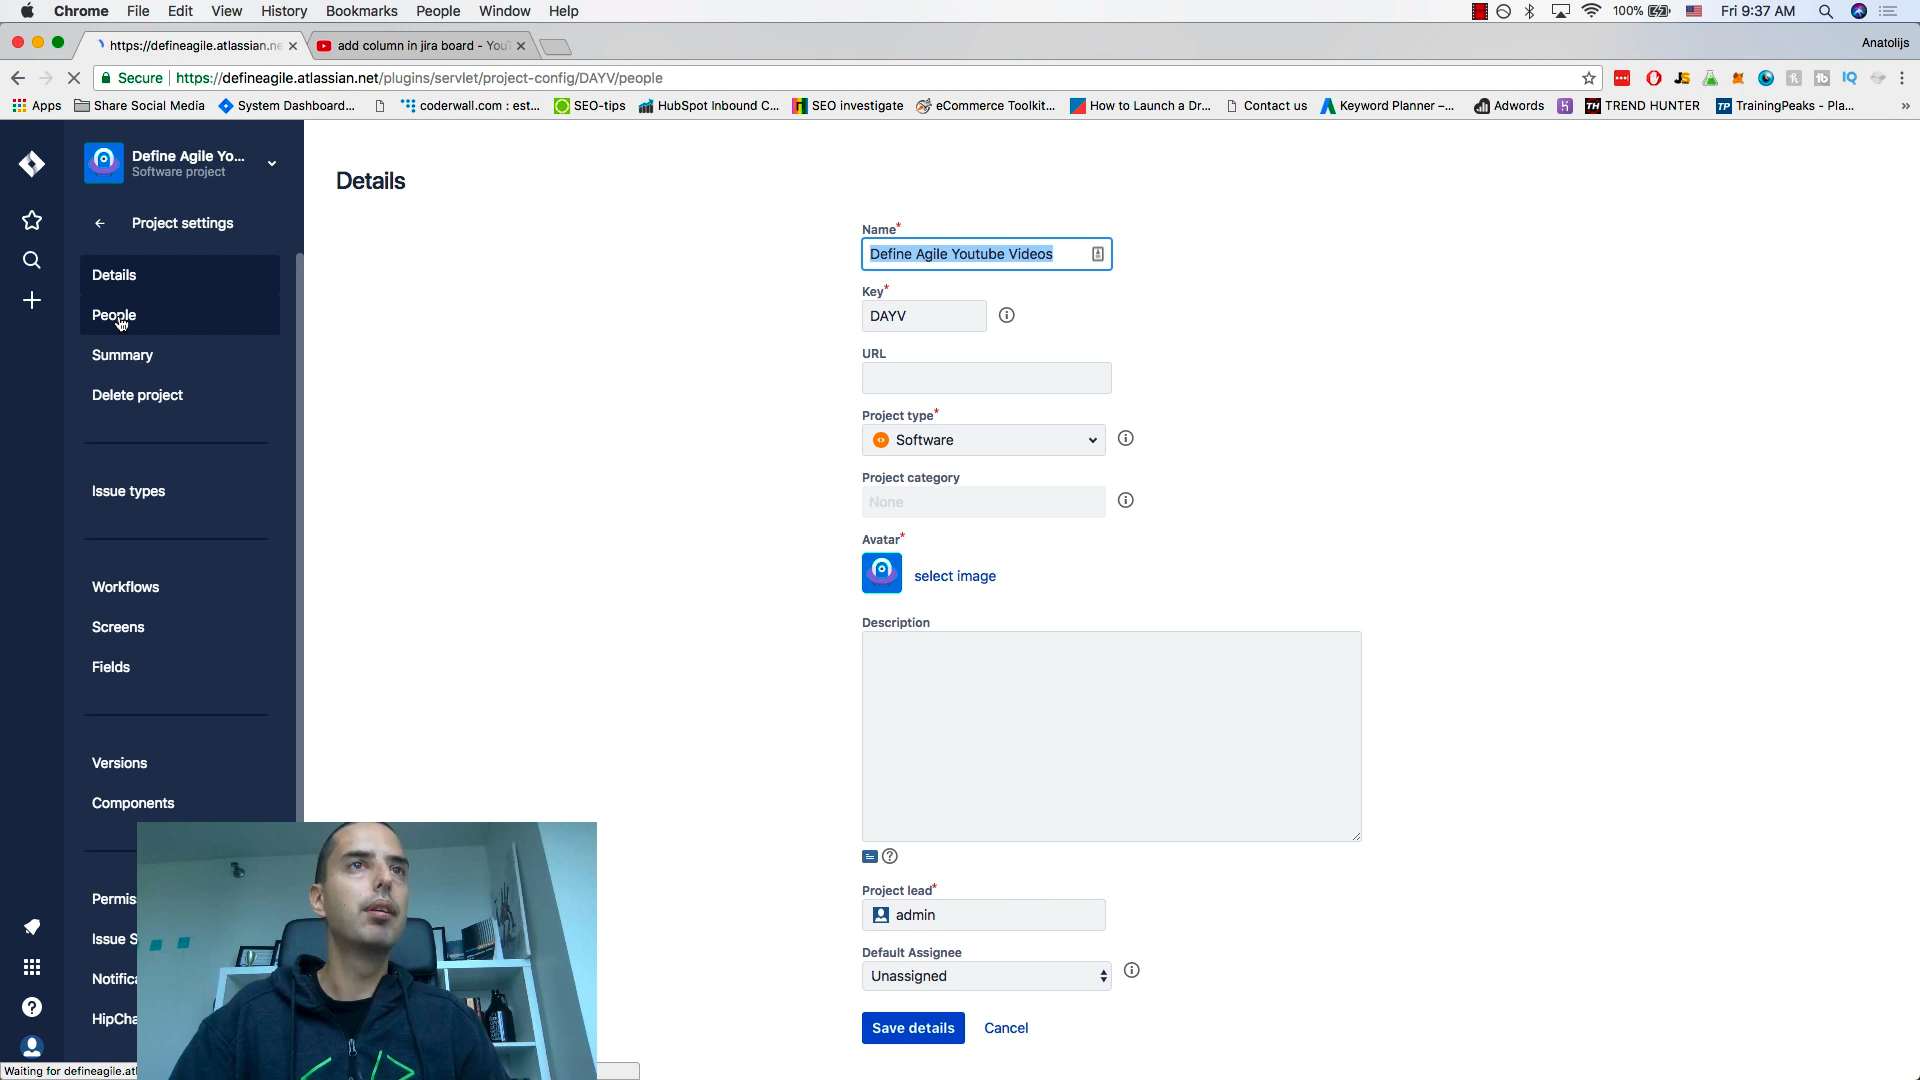 Chrome File Edit View History Bookmarks People Window Help 100% Fri 9:37 AM
https://defineagile.atlassian.ne add column in jira board - YouT Anatolijs
Secure https://defineagile.atlassian.net/plugins/servlet/project-config/DAYV/people
Apps Share Social Media System Dashboard... coderwall.com : est... SEO-tips HubSpot Inbound C... SEO investigate eCommerce Toolkit... How to Launch a Dr... Contact us Keyword Planner –... Adwords TREND HUNTER TrainingPeaks - Pla... »
Define Agile Yo...
Software project
Project settings
Details
People
Summary
Delete project
Issue types
Workflows
Screens
Fields
Versions
Components
Permis
Issue S
Notifica
HipCha
Waiting for defineagile.atl
Details
Name*
Define Agile Youtube Videos
Key*
DAYV
URL
Project type*
Software
Project category
None
Avatar*
select image
Description
Project lead*
admin
Default Assignee
Unassigned
Save details Cancel